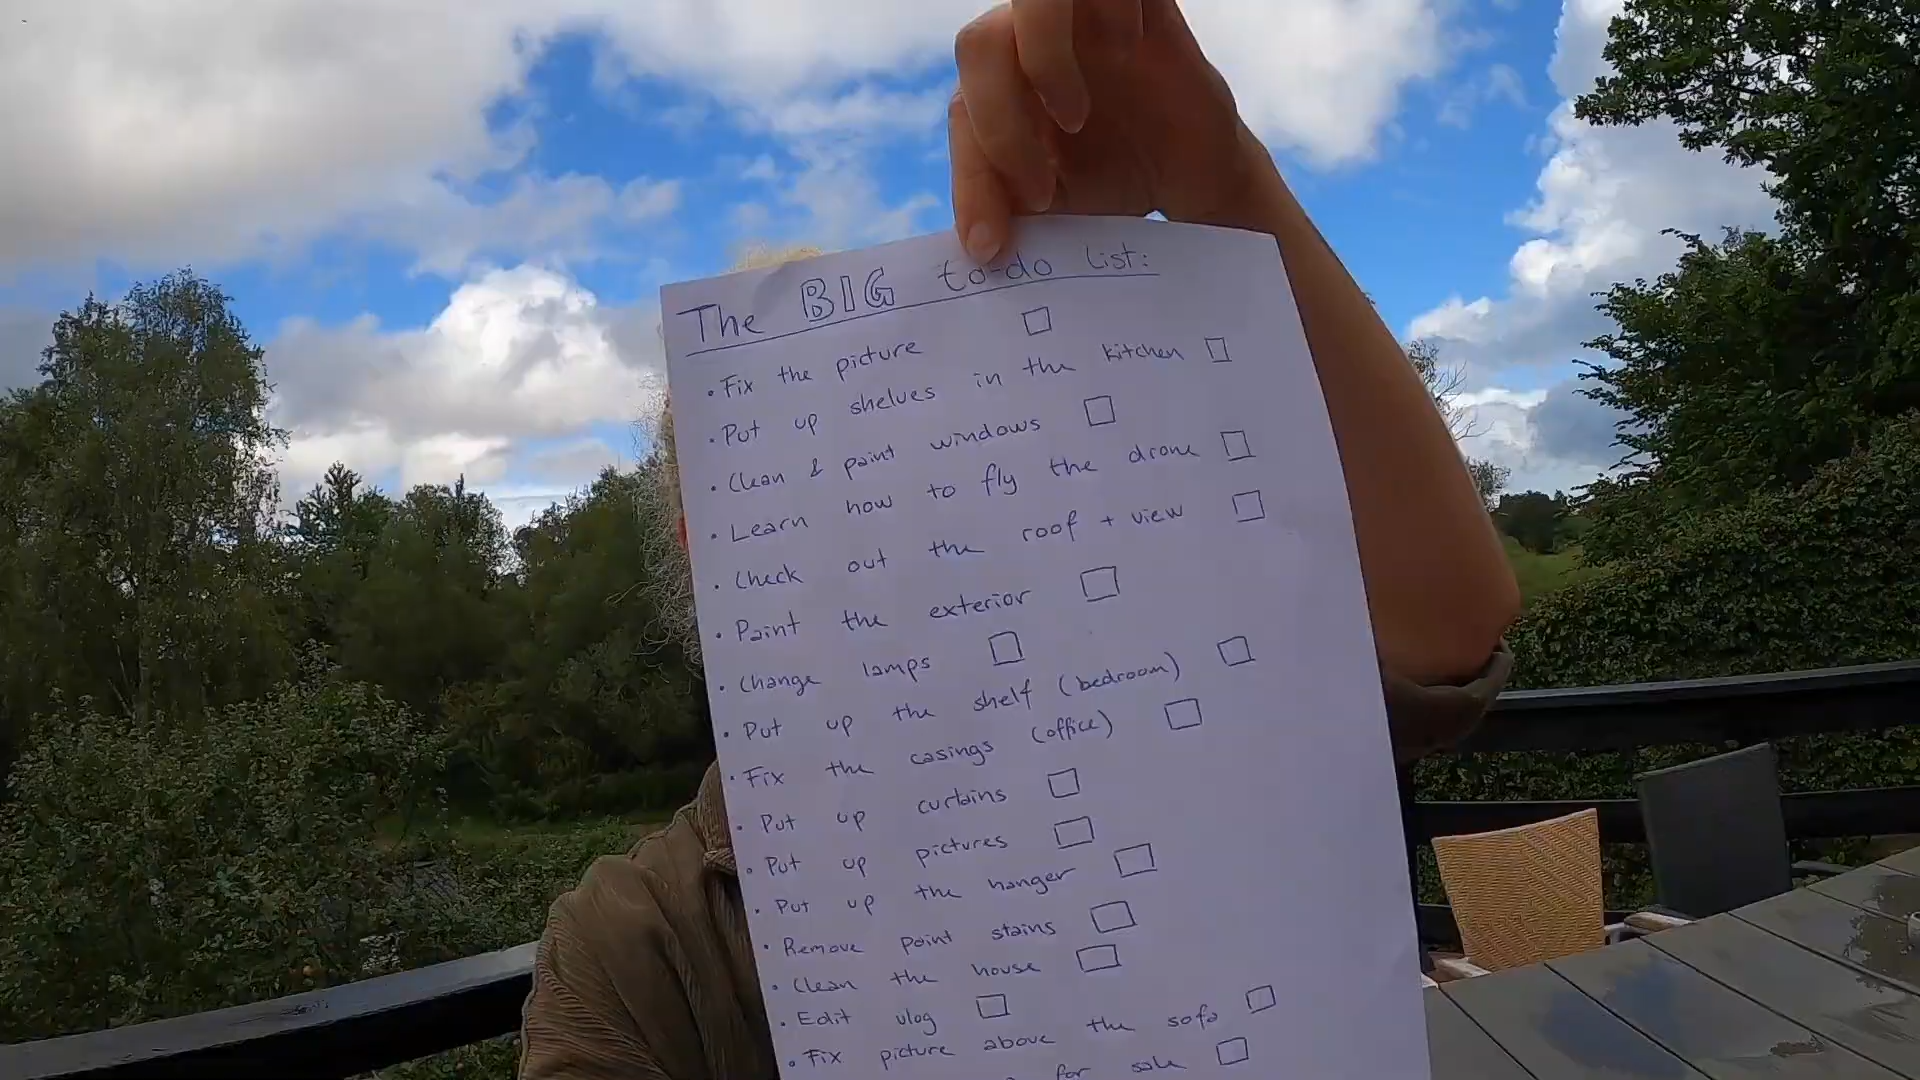 The BIG to-do list:
• Fix the picture ☐
• Put up shelves in the kitchen ☐
• Clean & paint windows ☐
• Learn how to fly the drone ☐
• Check out the roof + view ☐
• Paint the exterior ☐
• Change lamps ☐
• Put up the shelf (bedroom) ☐
• Fix the casings (office) ☐
• Put up curtains ☐
• Put up pictures ☐
• Put up the hanger ☐
• Remove paint stains ☐
• Clean the house ☐
• Edit vlog ☐
• Fix picture above the sofa ☐
for sale ☐